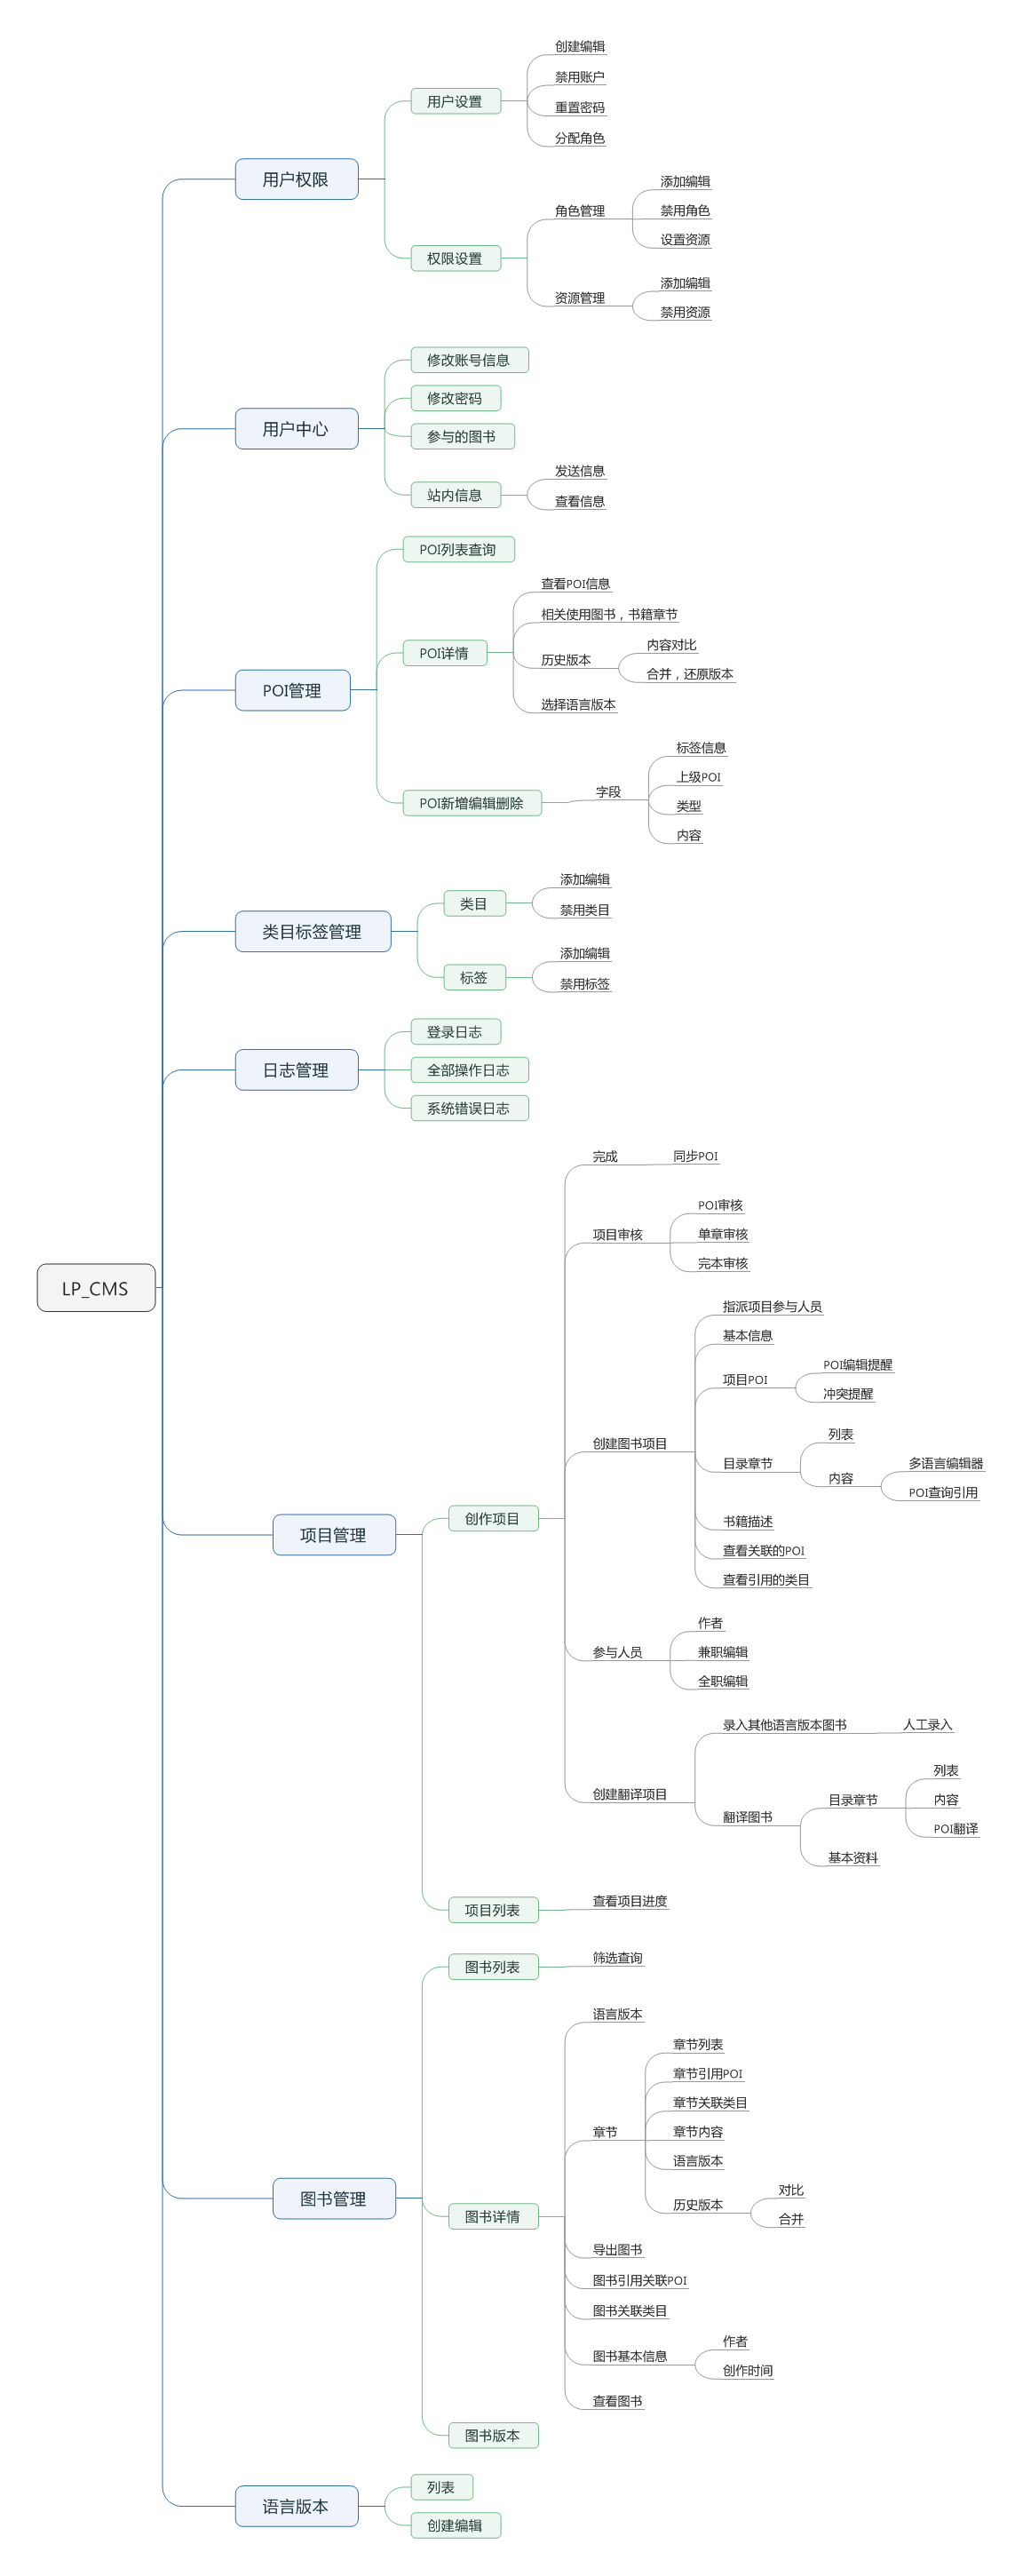 LP_CMS
用户权限
用户设置
创建编辑
禁用账户
重置密码
分配角色
权限设置
角色管理
添加编辑
禁用角色
设置资源
资源管理
添加编辑
禁用资源
用户中心
修改账号信息
修改密码
参与的图书
站内信息
发送信息
查看信息
POI管理
POI列表查询
POI详情
查看POI信息
相关使用图书，书籍章节
历史版本
内容对比
合并，还原版本
选择语言版本
POI新增编辑删除
字段
标签信息
上级POI
类型
内容
类目标签管理
类目
添加编辑
禁用类目
标签
添加编辑
禁用标签
日志管理
登录日志
全部操作日志
系统错误日志
项目管理
创作项目
完成
同步POI
项目审核
POI审核
单章审核
完本审核
创建图书项目
指派项目参与人员
基本信息
项目POI
POI编辑提醒
冲突提醒
目录章节
列表
内容
多语言编辑器
POI查询引用
书籍描述
查看关联的POI
查看引用的类目
参与人员
作者
兼职编辑
全职编辑
创建翻译项目
录入其他语言版本图书
人工录入
翻译图书
目录章节
列表
内容
POI翻译
基本资料
项目列表
查看项目进度
图书管理
图书列表
筛选查询
图书详情
语言版本
章节
章节列表
章节引用POI
章节关联类目
章节内容
语言版本
历史版本
对比
合并
导出图书
图书引用关联POI
图书关联类目
图书基本信息
作者
创作时间
查看图书
图书版本
语言版本
列表
创建编辑